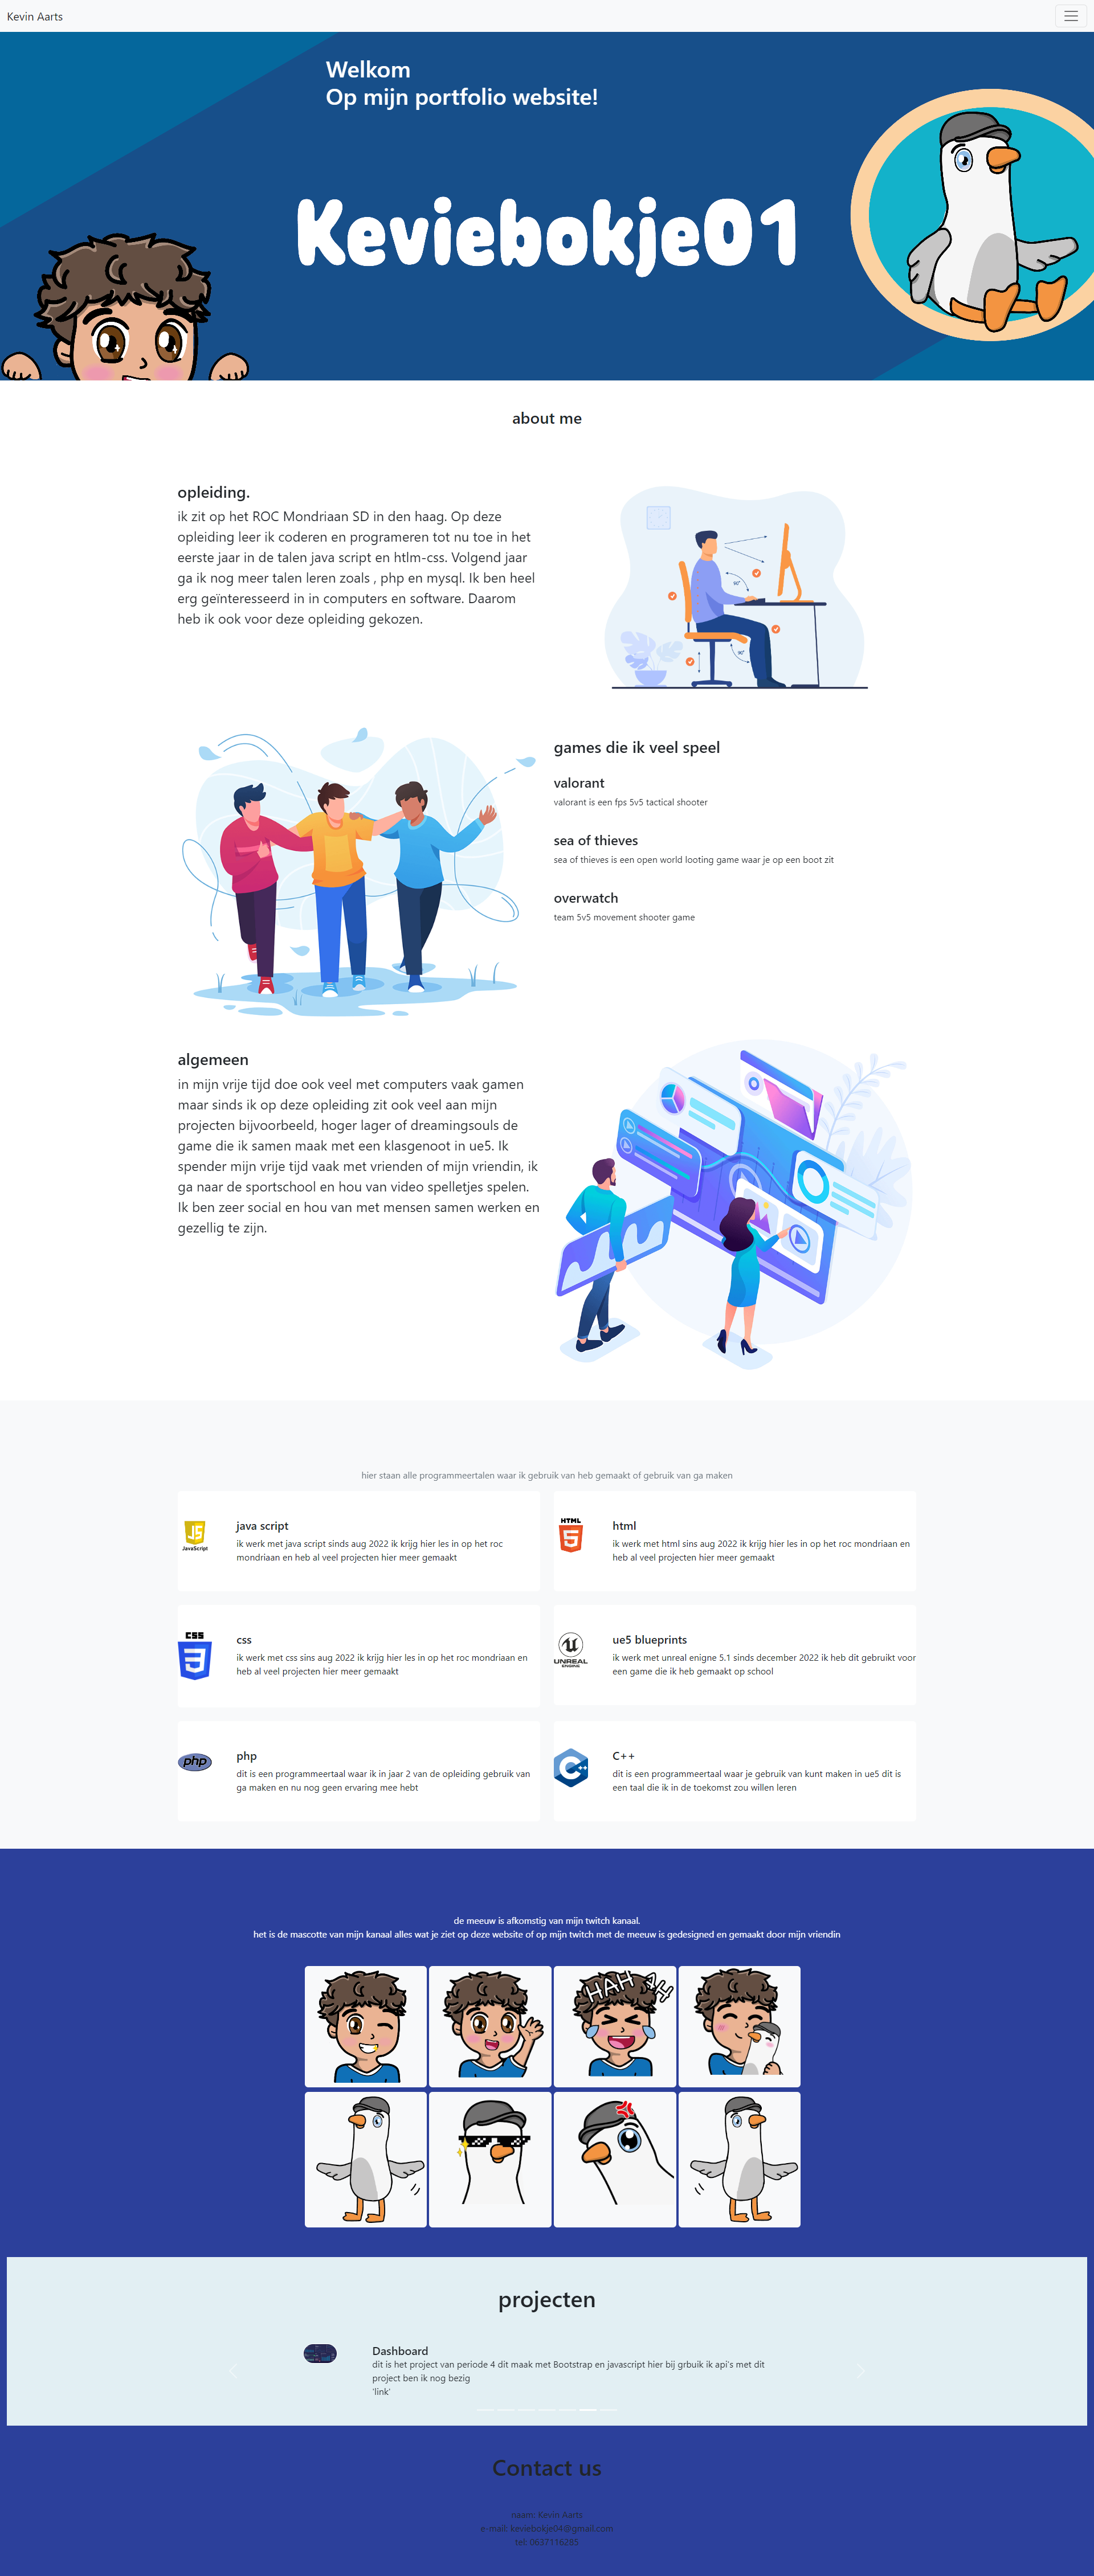 Kevin Aarts
Welkom
Op mijn portfolio website!
Keviebokje01
about me
opleiding.
ik zit op het ROC Mondriaan SD in den haag. Op deze
opleiding leer ik coderen en programeren tot nu toe in het
eerste jaar in de talen java script en htlm-css. Volgend jaar
ga ik nog meer talen leren zoals , php en mysql. Ik ben heel
erg geïnteresseerd in in computers en software. Daarom
heb ik ook voor deze opleiding gekozen.
90°
90°
games die ik veel speel
valorant
valorant is een fps 5v5 tactical shooter
sea of thieves
sea of thieves is een open world looting game waar je op een boot zit
overwatch
team 5v5 movement shooter game
algemeen
in mijn vrije tijd doe ook veel met computers vaak gamen
maar sinds ik op deze opleiding zit ook veel aan mijn
projecten bijvoorbeeld, hoger lager of dreamingsouls de
game die ik samen maak met een klasgenoot in ue5. Ik
spender mijn vrije tijd vaak met vrienden of mijn vriendin, ik
ga naar de sportschool en hou van video spelletjes spelen.
Ik ben zeer social en hou van met mensen samen werken en
gezellig te zijn.
hier staan alle programmeertalen waar ik gebruik van heb gemaakt of gebruik van ga maken
JS
JavaScript
java script
ik werk met java script sinds aug 2022 ik krijg hier les in op het roc
mondriaan en heb al veel projecten hier meer gemaakt
HTML
5
html
ik werk met html sins aug 2022 ik krijg hier les in op het roc mondriaan en
heb al veel projecten hier meer gemaakt
CSS
3
css
ik werk met css sins aug 2022 ik krijg hier les in op het roc mondriaan en
heb al veel projecten hier meer gemaakt
UNREAL
ENGINE
ue5 blueprints
ik werk met unreal enigne 5.1 sinds december 2022 ik heb dit gebruikt voor
een game die ik heb gemaakt op school
php
php
dit is een programmeertaal waar ik in jaar 2 van de opleiding gebruik van
ga maken en nu nog geen ervaring mee hebt
C++
C++
dit is een programmeertaal waar je gebruik van kunt maken in ue5 dit is
een taal die ik in de toekomst zou willen leren
de meeuw is afkomstig van mijn twitch kanaal.
het is de mascotte van mijn kanaal alles wat je ziet op deze website of op mijn twitch met de meeuw is gedesigned en gemaakt door mijn vriendin
HAH AH
projecten
Dashboard
dit is het project van periode 4 dit maak met Bootstrap en javascript hier bij grbuik ik api's met dit
project ben ik nog bezig
'link'
Contact us
naam: Kevin Aarts
e-mail: keviebokje04@gmail.com
tel: 0637116285